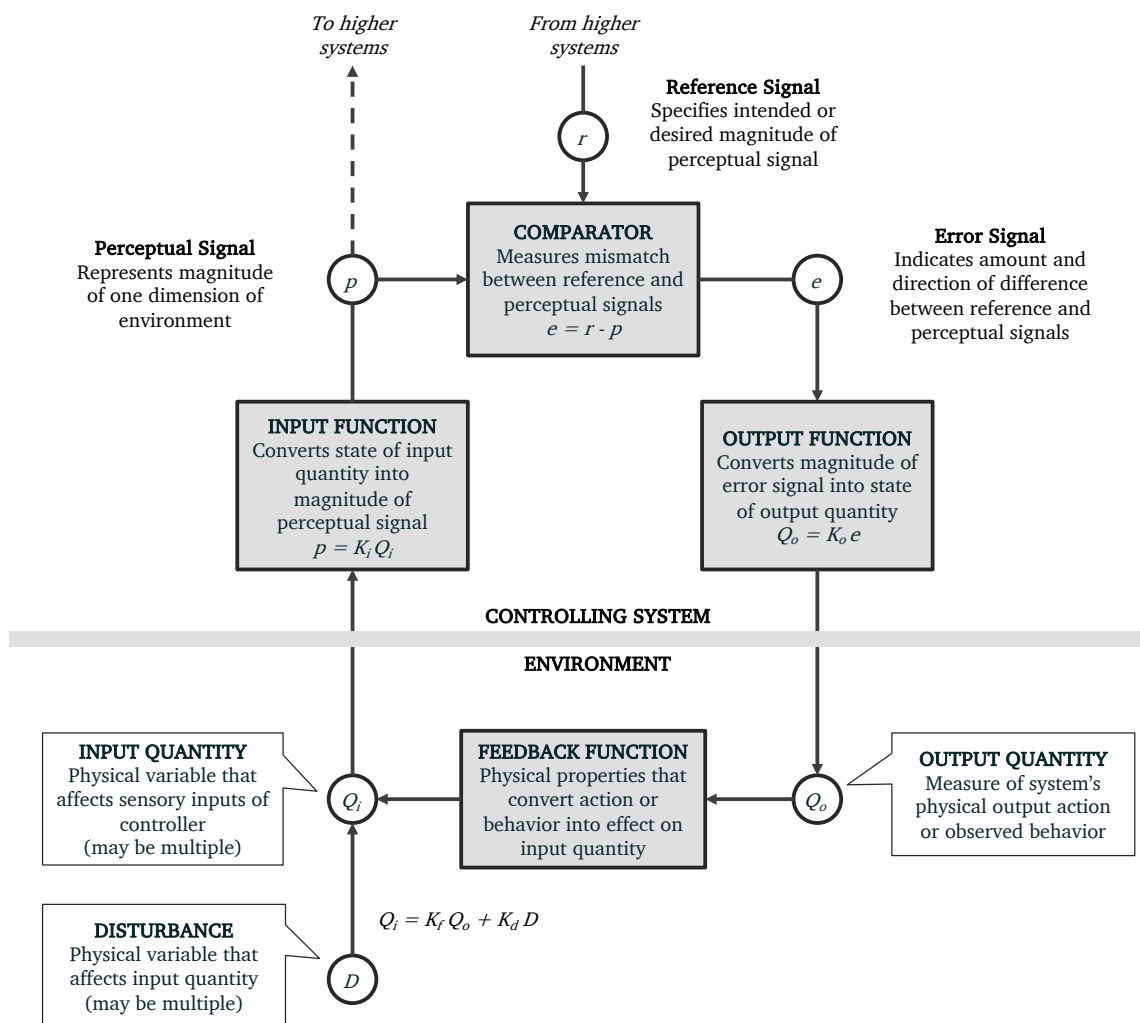 To higher
systems
From higher
systems
Reference Signal
Specifies intended or
desired magnitude of
perceptual signal
r
COMPARATOR
Measures mismatch
between reference and
perceptual signals
e = r - p
Perceptual Signal
Represents magnitude
of one dimension of
environment
p
Error Signal
Indicates amount and
direction of difference
between reference and
perceptual signals
e
INPUT FUNCTION
Converts state of input
quantity into
magnitude of
perceptual signal
p = KᵢQᵢ
OUTPUT FUNCTION
Converts magnitude of
error signal into state
of output quantity
Qₒ = Kₒe
CONTROLLING SYSTEM
ENVIRONMENT
INPUT QUANTITY
Physical variable that
affects sensory inputs of
controller
(may be multiple)
Qᵢ
FEEDBACK FUNCTION
Physical properties that
convert action or
behavior into effect on
input quantity
Qₒ
OUTPUT QUANTITY
Measure of system's
physical output action
or observed behavior
Qᵢ = K_f Qₒ + K_d D
DISTURBANCE
Physical variable that
affects input quantity
(may be multiple)
D